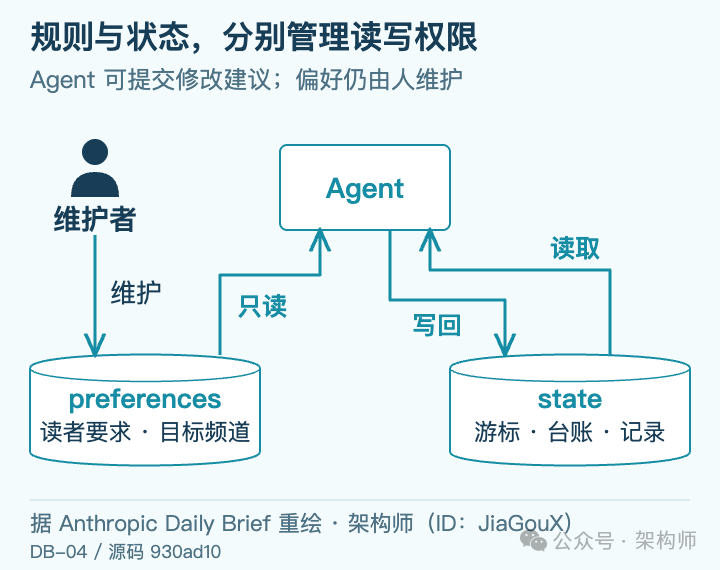 规则与状态，分别管理读写权限
Agent 可提交修改建议；偏好仍由人维护
维护者
Agent
维护
只读
写回
读取
preferences
读者要求 · 目标频道
state
游标 · 台账 · 记录
据 Anthropic Daily Brief 重绘 · 架构师（ID：JiaGouX）
DB-04 / 源码 930ad10
公众号 · 架构师